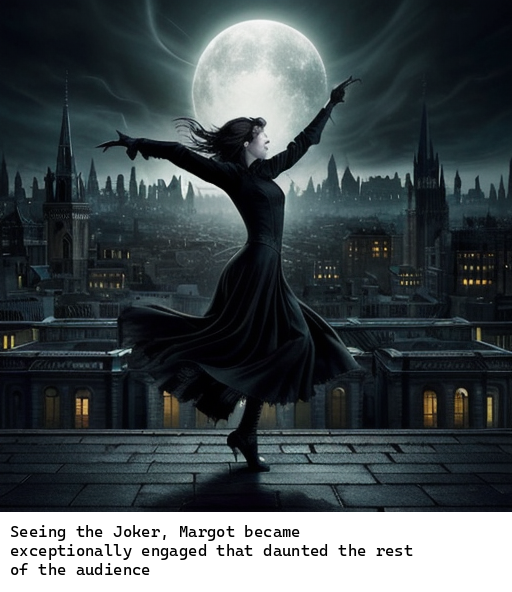 Seeing the Joker, Margot became
exceptionally engaged that daunted the rest
of the audience